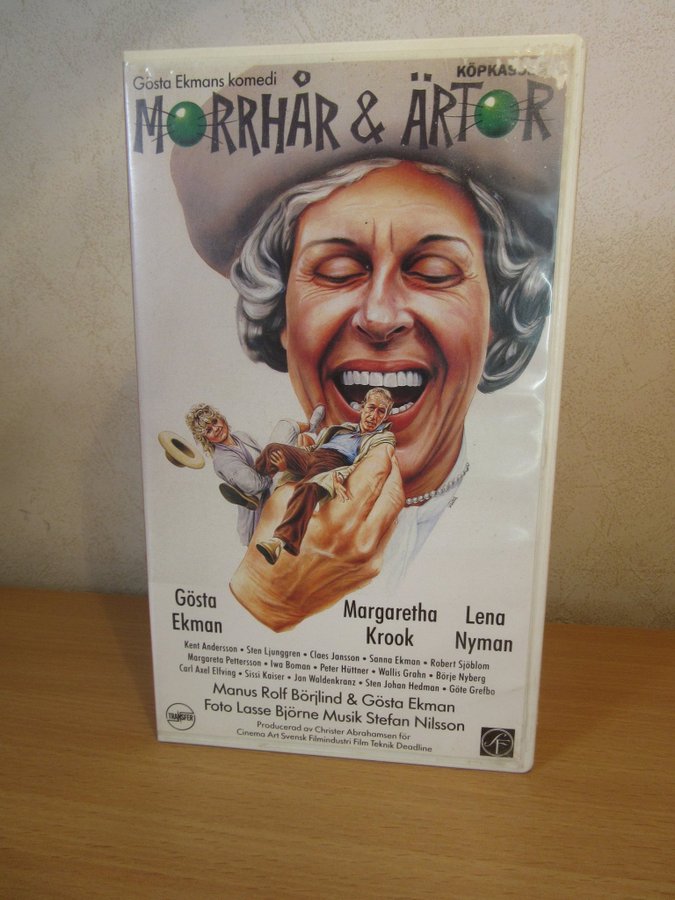 KÖPKASSETT
Gösta Ekmans komedi
MORRHÅR & ÄRTOR
Gösta Ekman
Margaretha Krook
Lena Nyman
Kent Andersson • Sten Ljunggren • Claes Jansson • Sanna Ekman • Robert Sjöblom
Margareta Pettersson • Iwa Boman • Peter Hüttner • Wallis Grahn • Börje Nyberg
Carl Axel Elfving • Sissi Kaiser • Jan Waldenkranz • Sten Johan Hedman • Göte Grefbo
Manus Rolf Börjlind & Gösta Ekman
Foto Lasse Björne Musik Stefan Nilsson
Producerad av Christer Abrahamsen för
Cinema Art Svensk Filmindustri Film Teknik Deadline
TRANSFER
SF